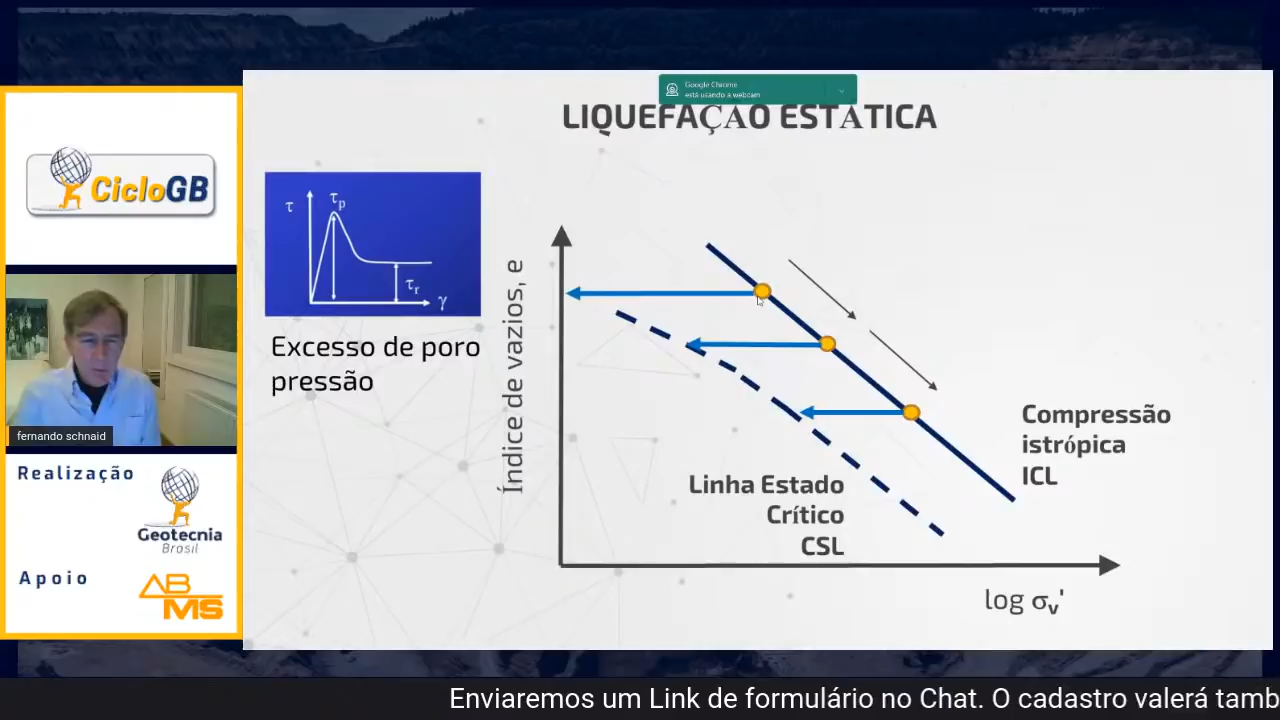 Google Chrome
está usando a webcam
LIQUEFAÇÃO ESTÁTICA
CicloGB
τ
τp
τr
γ
Excesso de poro
pressão
Índice de vazios, e
fernando schnaid
Compressão
istrópica
ICL
Linha Estado
Crítico
CSL
log σv'
Realização
Geotecnia
Brasil
Apoio
ABMS
Enviaremos um Link de formulário no Chat. O cadastro valerá tamb